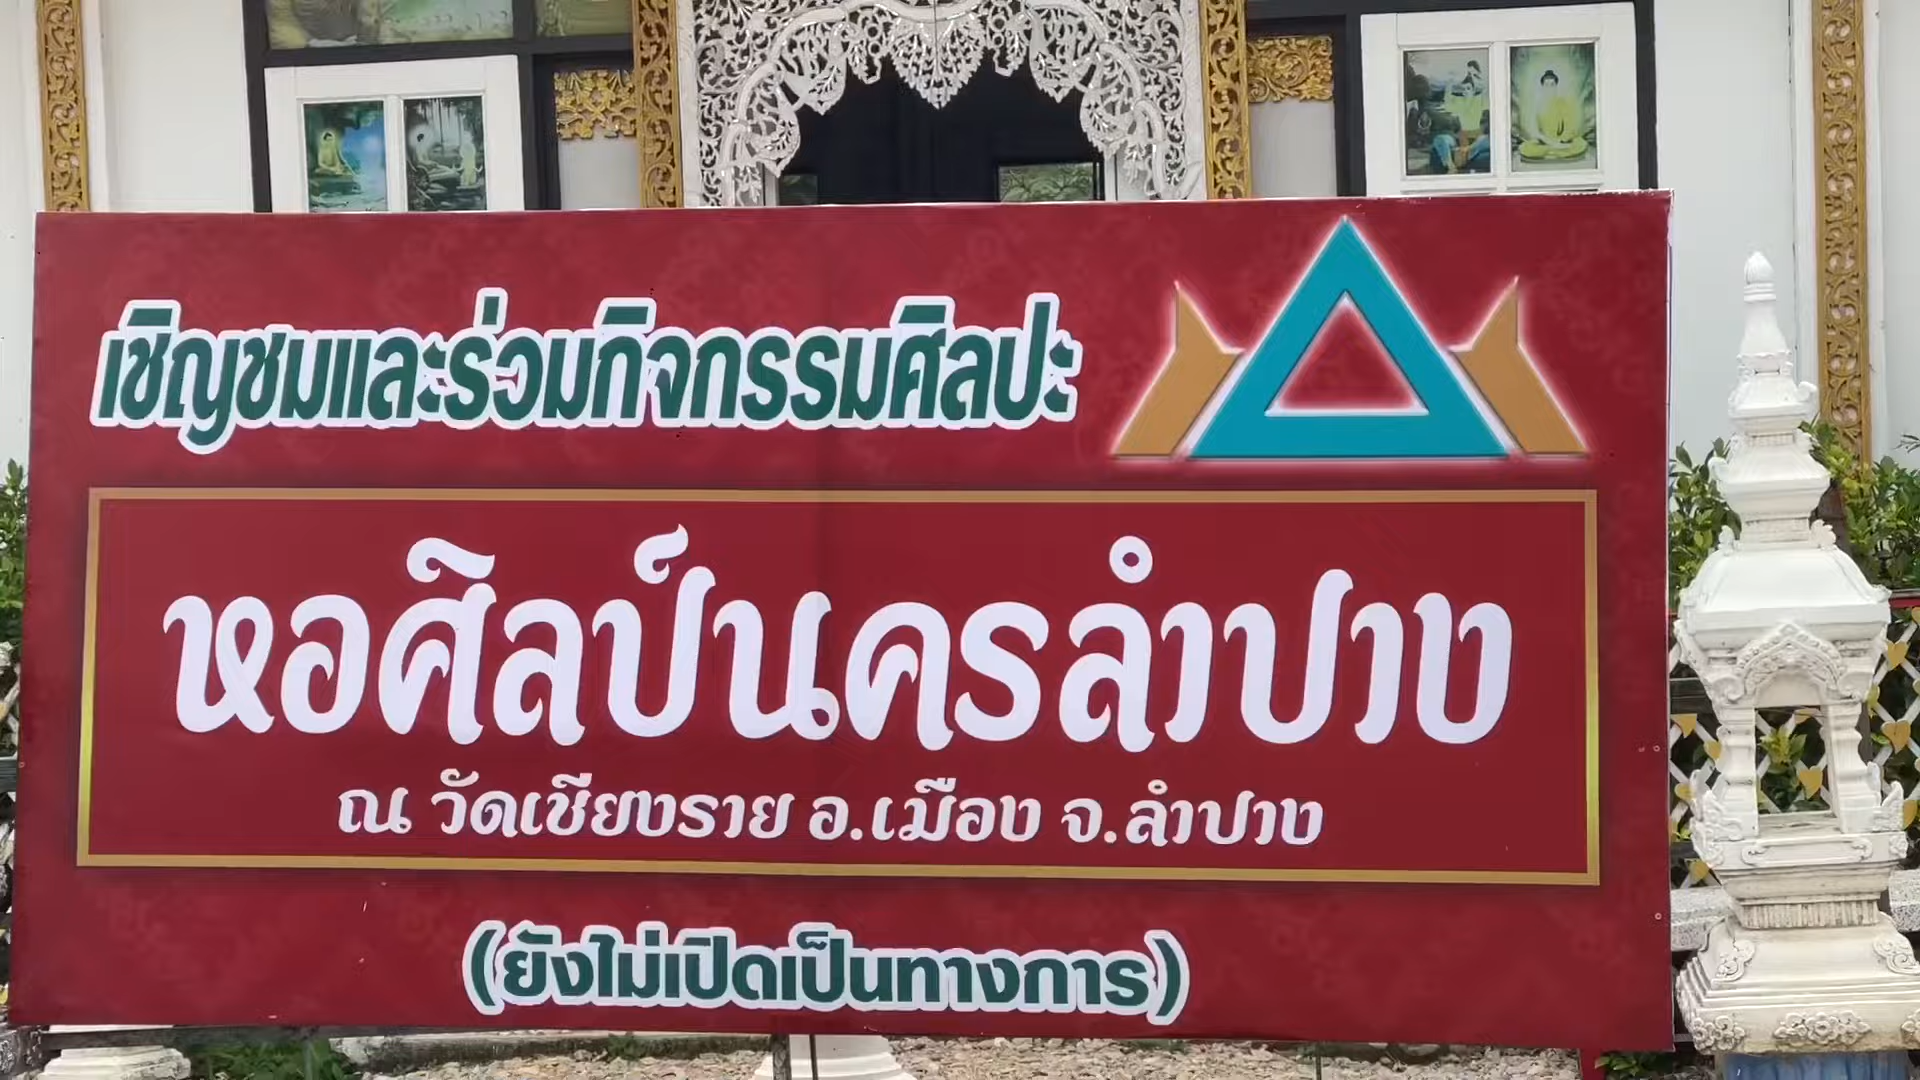 เชิญชมและร่วมกิจกรรมศิลปะ
หอศิลป์นครลำปาง
ณ วัดเชียงราย อ.เมือง จ.ลำปาง
(ยังไม่เปิดเป็นทางการ)